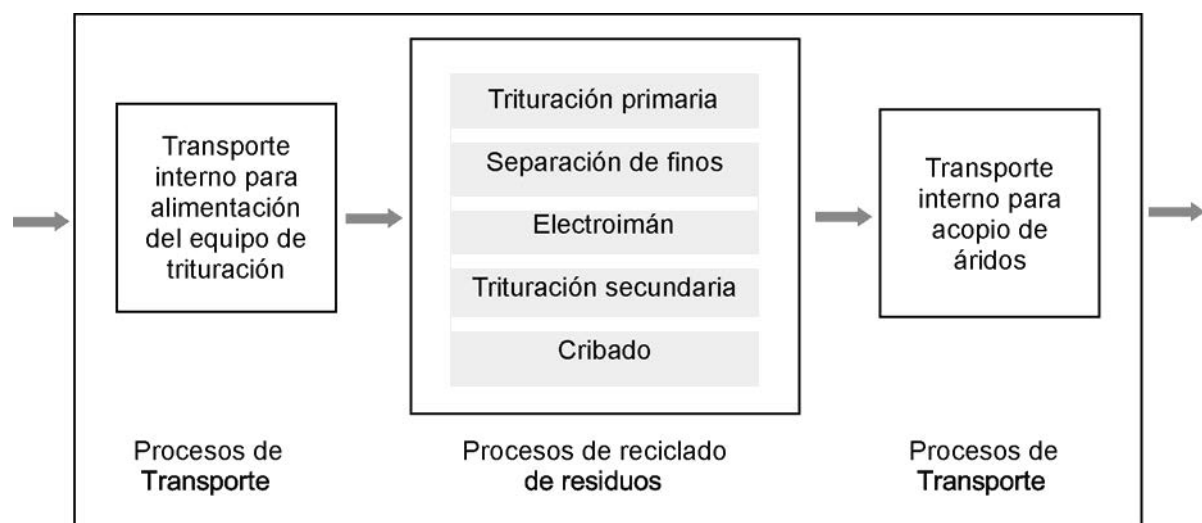 Transporte
interno para
alimentación
del equipo de
trituración
Trituración primaria
Separación de finos
Electroimán
Trituración secundaria
Cribado
Transporte
interno para
acopio de
áridos
Procesos de
Transporte
Procesos de reciclado
de residuos
Procesos de
Transporte